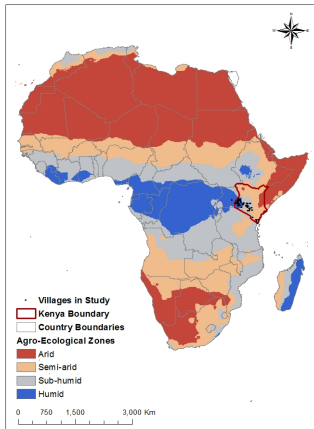 Villages in Study
Kenya Boundary
Country Boundaries
Agro-Ecological Zones
Arid
Semi-arid
Sub-humid
Humid
0 750 1,500 3,000 Km